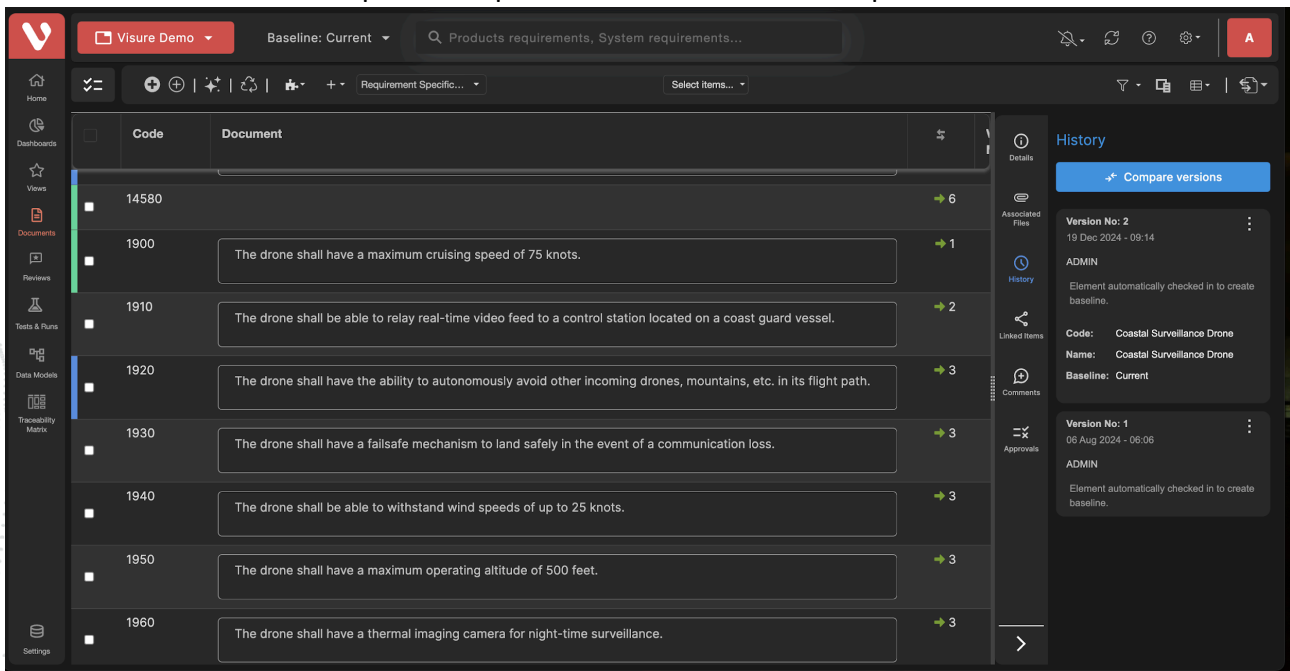 Visure Demo
Baseline: Current
Products requirements, System requirements...
A
Home
Dashboards
Views
Documents
Reviews
Tests & Runs
Data Models
Traceability
Matrix
Settings
Requirement Specific...
Select items...
Code
Document
14580
6
1900
The drone shall have a maximum cruising speed of 75 knots.
1
1910
The drone shall be able to relay real-time video feed to a control station located on a coast guard vessel.
2
1920
The drone shall have the ability to autonomously avoid other incoming drones, mountains, etc. in its flight path.
3
1930
The drone shall have a failsafe mechanism to land safely in the event of a communication loss.
3
1940
The drone shall be able to withstand wind speeds of up to 25 knots.
3
1950
The drone shall have a maximum operating altitude of 500 feet.
3
1960
The drone shall have a thermal imaging camera for night-time surveillance.
3
Details
Associated
Files
History
Linked Items
Comments
Approvals
History
Compare versions
Version No: 2
19 Dec 2024 - 09:14
ADMIN
Element automatically checked in to create
baseline.
Code: Coastal Surveillance Drone
Name: Coastal Surveillance Drone
Baseline: Current
Version No: 1
06 Aug 2024 - 06:06
ADMIN
Element automatically checked in to create
baseline.